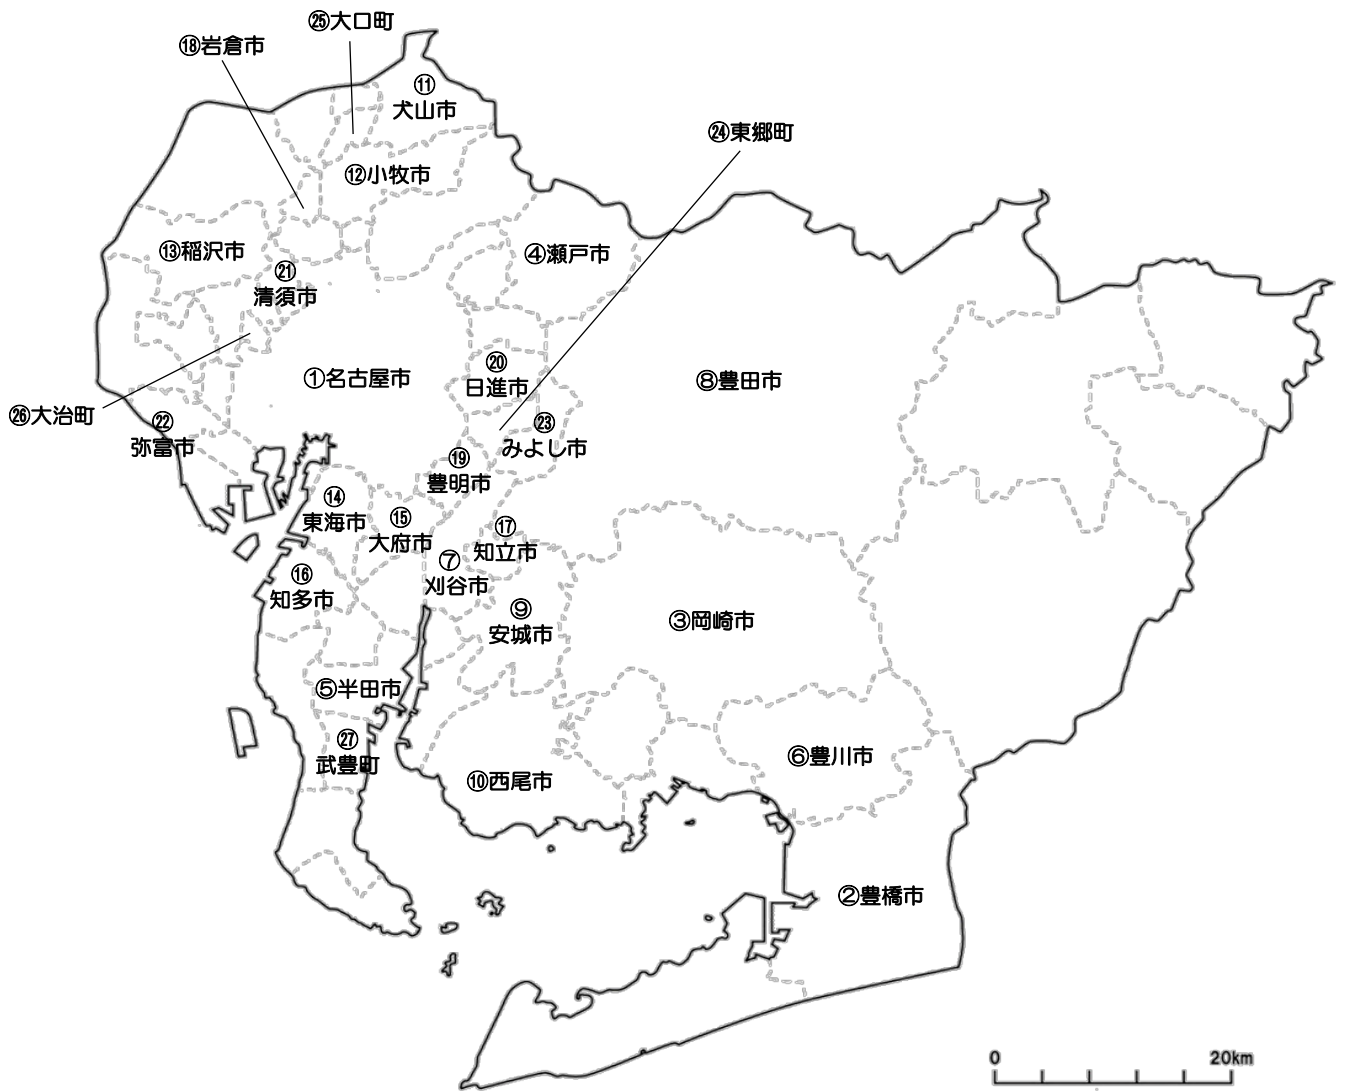 ㉕大口町
⑱岩倉市
⑪
犬山市
㉔東郷町
⑫小牧市
⑬稲沢市
④瀬戸市
㉑
清須市
①名古屋市
⑳
日進市
⑧豊田市
㉖大治町
㉒
弥富市
㉓
みよし市
⑲
豊明市
⑭
東海市
⑮
大府市
⑰
知立市
⑦
刈谷市
⑯
知多市
⑨
安城市
③岡崎市
⑤半田市
㉗
武豊町
⑥豊川市
⑩西尾市
②豊橋市
0 20km